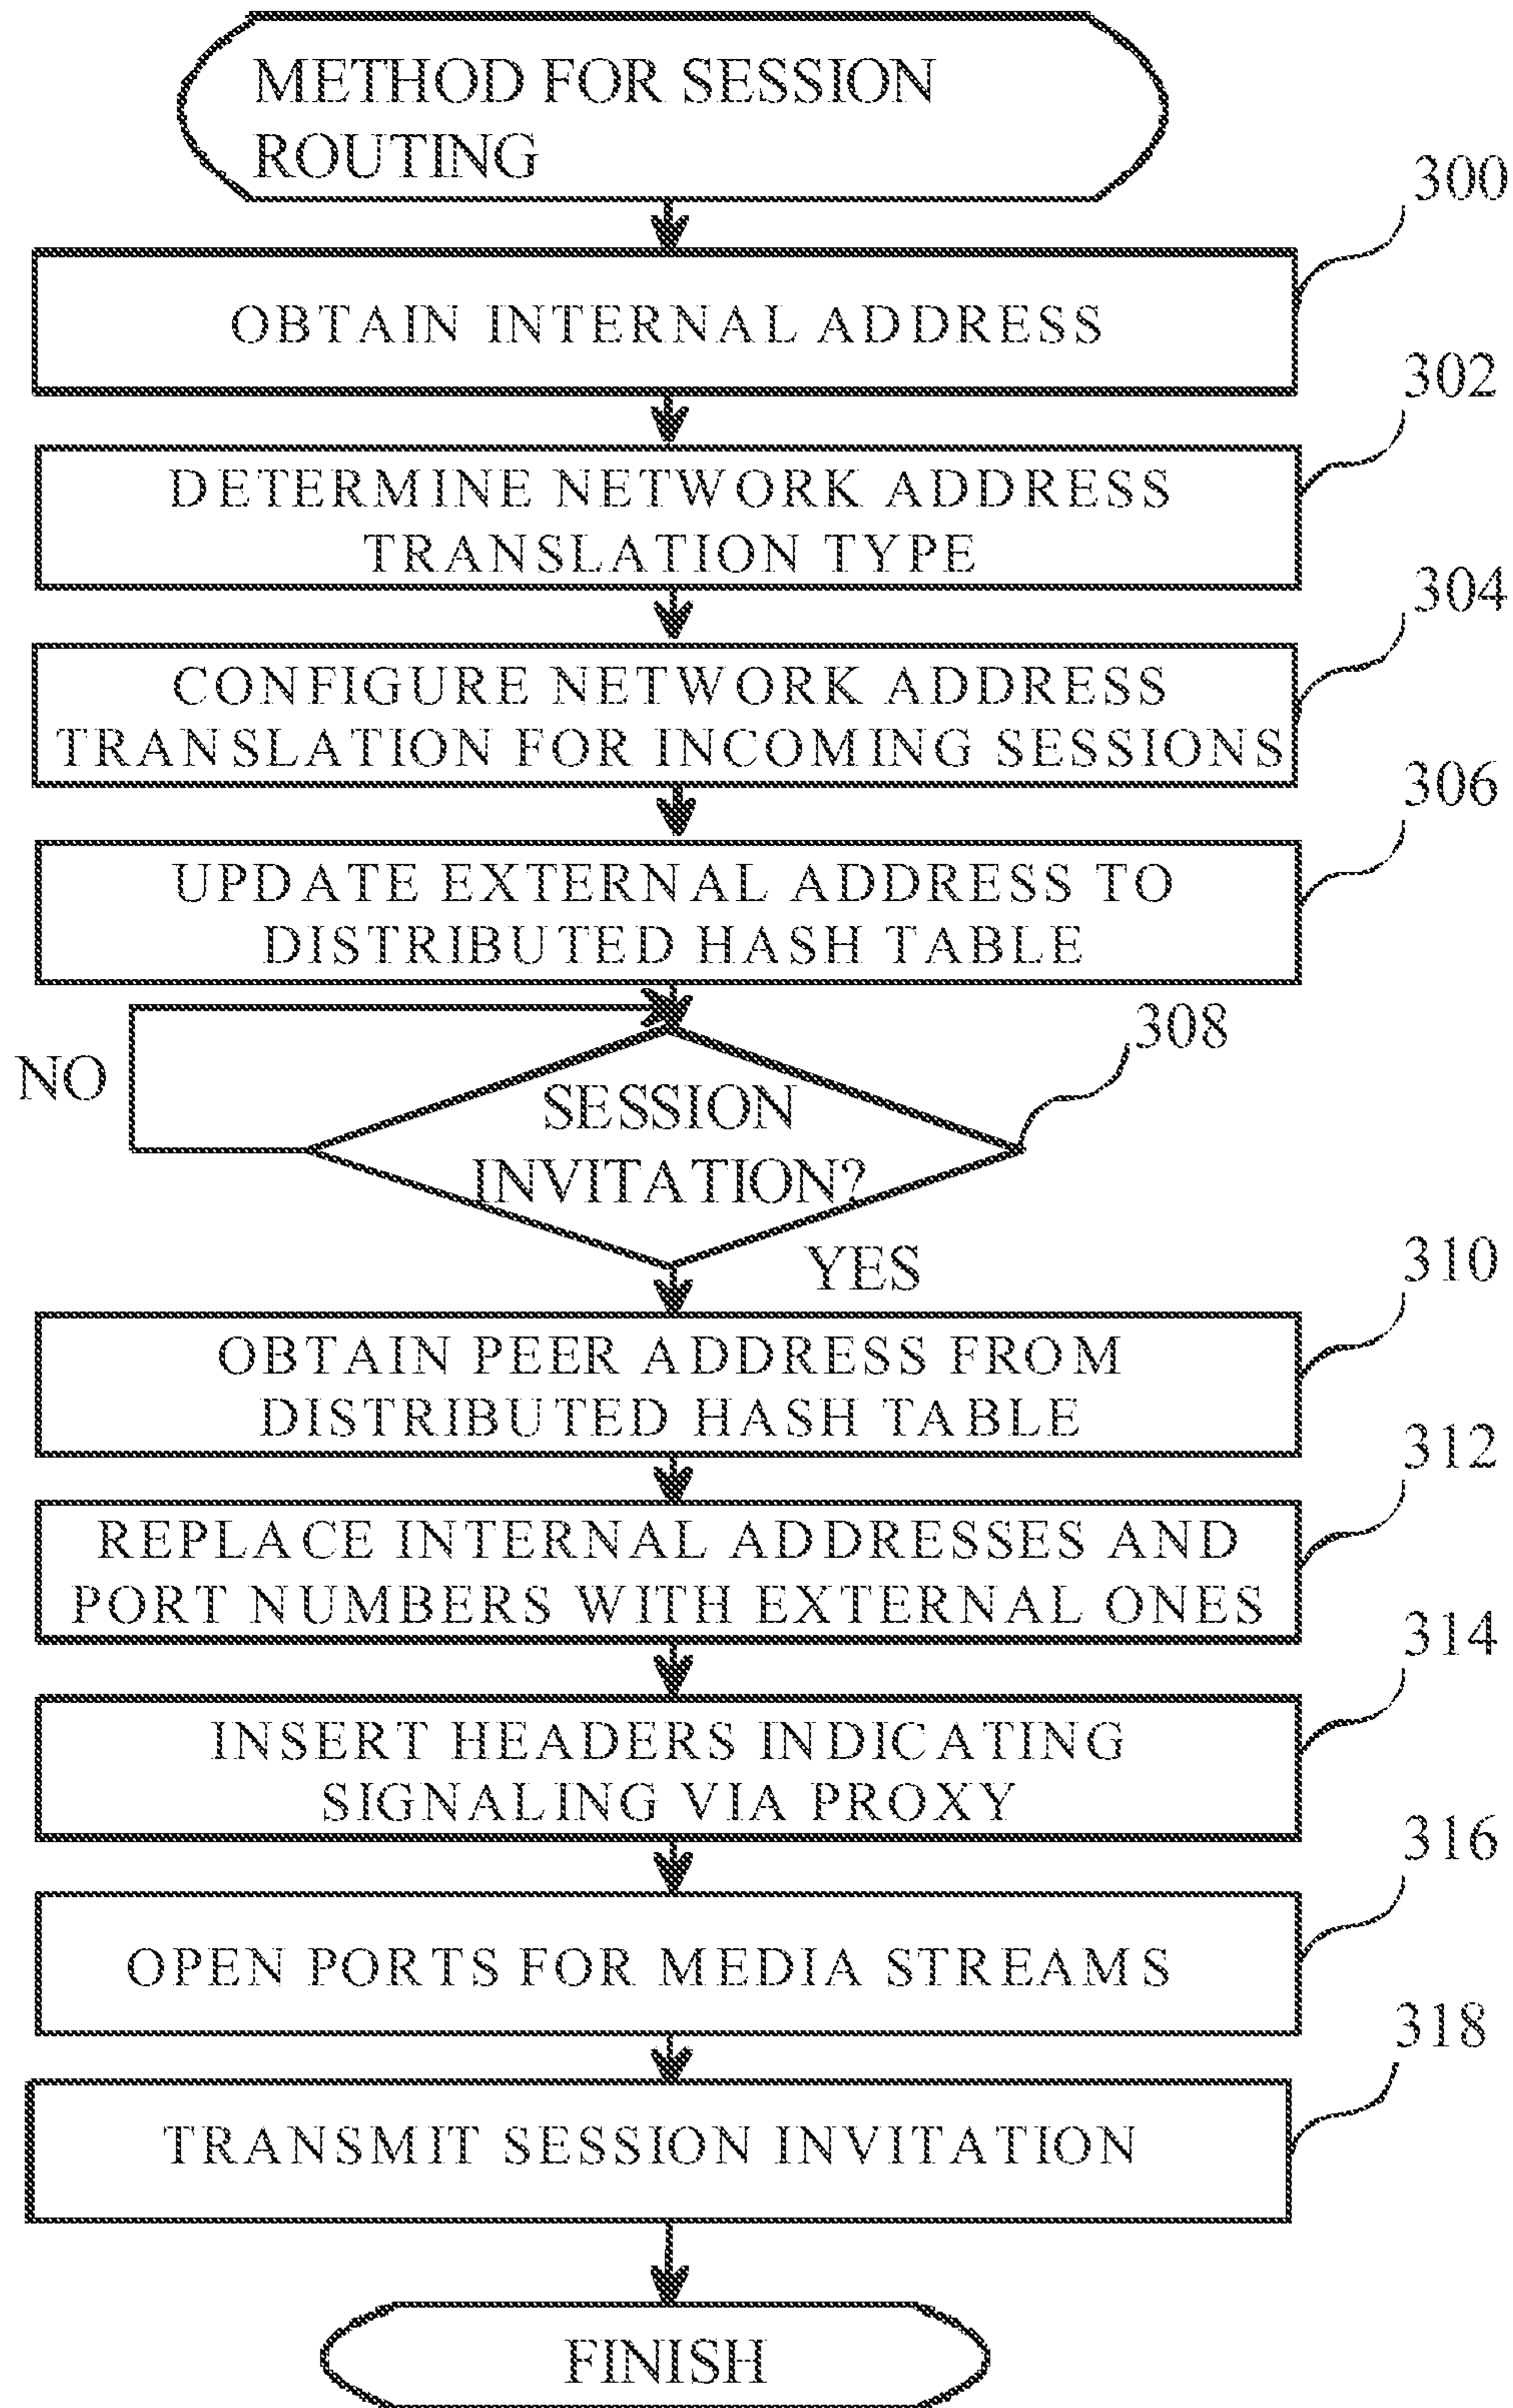 METHOD FOR SESSION
ROUTING
300
OBTAIN INTERNAL ADDRESS
302
DETERMINE NETWORK ADDRESS
TRANSLATION TYPE
304
CONFIGURE NETWORK ADDRESS
TRANSLATION FOR INCOMING SESSIONS
306
UPDATE EXTERNAL ADDRESS TO
DISTRIBUTED HASH TABLE
308
NO
SESSION
INVITATION?
YES
310
OBTAIN PEER ADDRESS FROM
DISTRIBUTED HASH TABLE
312
REPLACE INTERNAL ADDRESSES AND
PORT NUMBERS WITH EXTERNAL ONES
314
INSERT HEADERS INDICATING
SIGNALING VIA PROXY
316
OPEN PORTS FOR MEDIA STREAMS
318
TRANSMIT SESSION INVITATION
FINISH